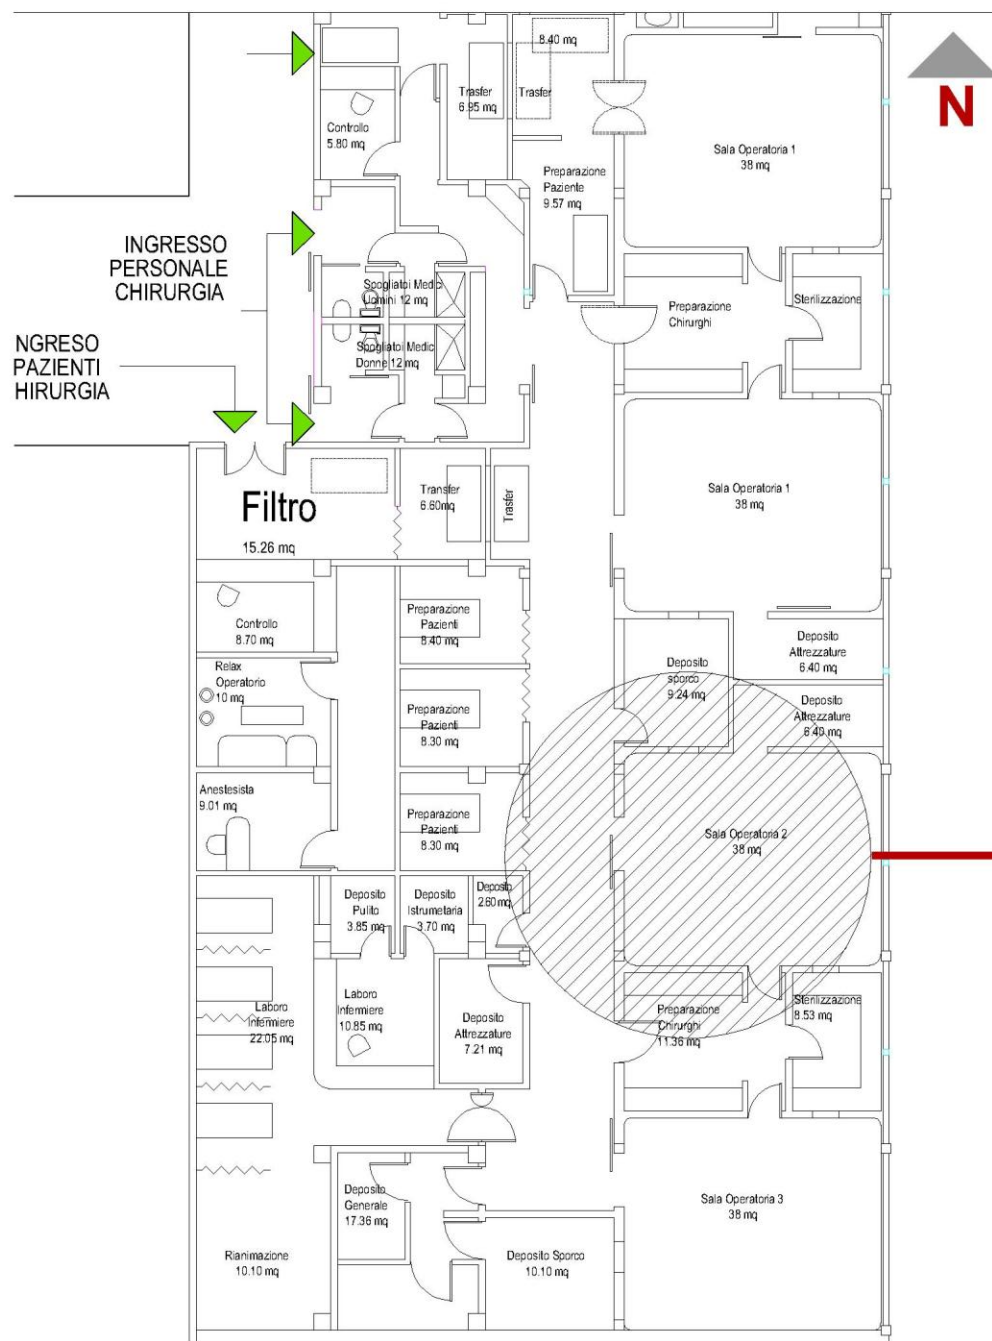 8.40 mq
N
Trasfer
6.95 mq
Trasfer
Controllo
5.80 mq
Sala Operatoria 1
38 mq
Preparazione
Paziente
9.57 mq
INGRESSO
PERSONALE
CHIRURGIA
Spogliatoi Medici
Uomini 12 mq
Preparazione
Chirurghi
Sterilizzazione
Spogliatoi Medici
Donne 12 mq
NGRESO
PAZIENTI
HIRURGIA
Filtro
15.26 mq
Transfer
6.60mq
Trasfer
Sala Operatoria 1
38 mq
Controllo
8.70 mq
Preparazione
Pazienti
8.40 mq
Deposito
Attrezzature
6.40 mq
Relax
Operatorio
10 mq
Deposito
sporco
9.24 mq
Preparazione
Pazienti
8.30 mq
Deposito
Attrezzature
6.40 mq
Anestesista
9.01 mq
Preparazione
Pazienti
8.30 mq
Sala Operatoria 2
38 mq
Deposito
Pulito
3.85 mq
Deposito
Istrumetaria
3.70 mq
Deposito
2.60 mq
Laboro
Infermiere
22.05 mq
Laboro
Infermiere
10.85 mq
Deposito
Attrezzature
7.21 mq
Preparazione
Chirurghi
11.36 mq
Sterilizzazione
8.53 mq
Deposito
Generale
17.36 mq
Sala Operatoria 3
38 mq
Rianimazione
10.10 mq
Deposito Sporco
10.10 mq